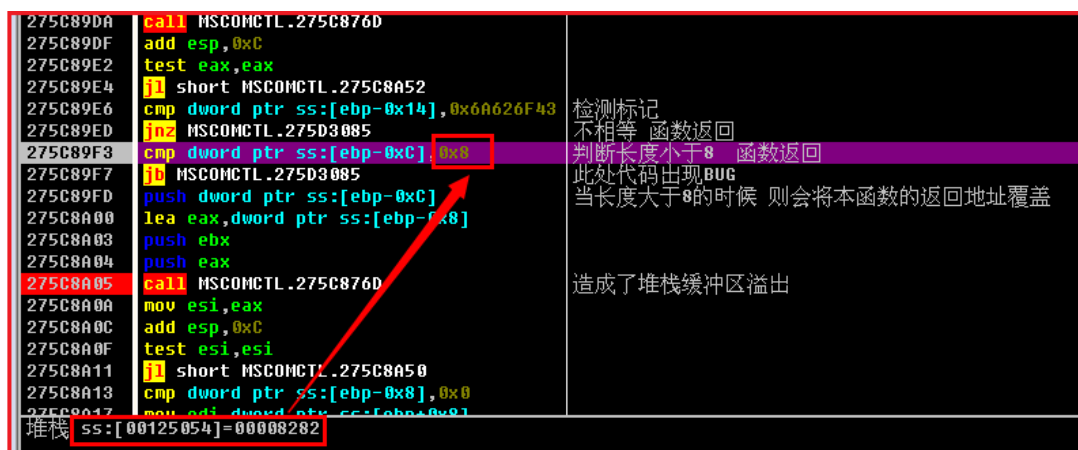 275C89DA call MSCOMCTL.275C876D
275C89DF add esp,0xC
275C89E2 test eax,eax
275C89E4 jl short MSCOMCTL.275C8A52
275C89E6 cmp dword ptr ss:[ebp-0x14],0x6A626F43 检测标记
275C89ED jnz MSCOMCTL.275D3085 不相等 函数返回
275C89F3 cmp dword ptr ss:[ebp-0xC],0x8 判断长度小于8 函数返回
275C89F7 jb MSCOMCTL.275D3085 此处代码出现BUG
275C89FD push dword ptr ss:[ebp-0xC] 当长度大于8的时候 则会将本函数的返回地址覆盖
275C8A00 lea eax,dword ptr ss:[ebp-0x8]
275C8A03 push ebx
275C8A04 push eax
275C8A05 call MSCOMCTL.275C876D 造成了堆栈缓冲区溢出
275C8A0A mov esi,eax
275C8A0C add esp,0xC
275C8A0F test esi,esi
275C8A11 jl short MSCOMCTL.275C8A50
275C8A13 cmp dword ptr ss:[ebp-0x8],0x0
275C8A17 mov edi,dword ptr ss:[ebp+0x8]
堆栈 ss:[00125054]=00008282